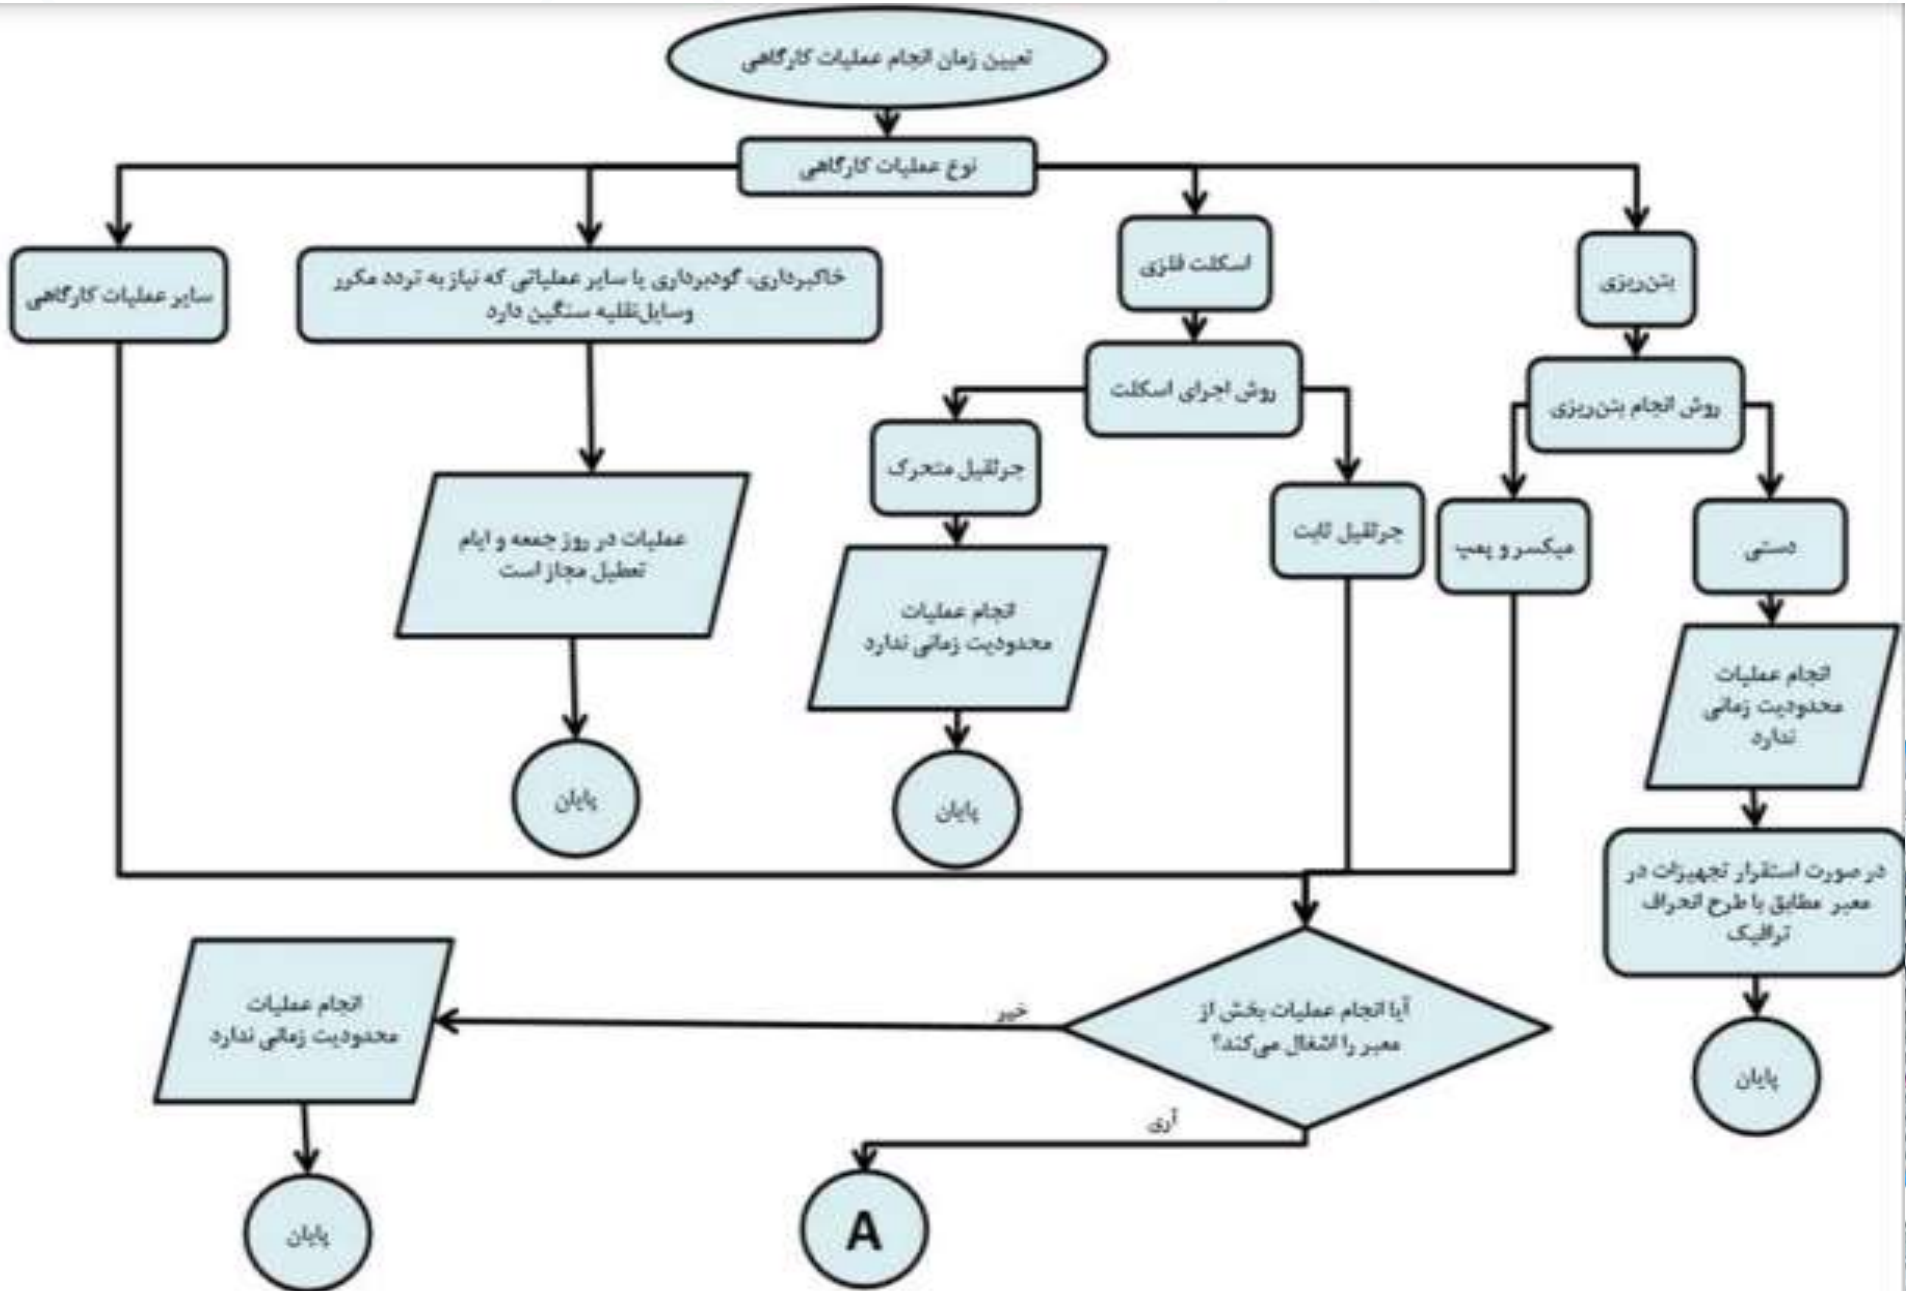 تعیین زمان انجام عملیات کارگاهی
نوع عملیات کارگاهی
بتن‌ریزی
اسکلت فلزی
خاکبرداری، گودبرداری یا سایر عملیاتی که نیاز به تردد مکرر
وسایل‌نقلیه سنگین دارد
سایر عملیات کارگاهی
روش انجام بتن‌ریزی
روش اجرای اسکلت
دستی
میکسر و پمپ
جرثقیل ثابت
جرثقیل متحرک
عملیات در روز جمعه و ایام
تعطیل مجاز است
انجام عملیات
محدودیت زمانی
ندارد
انجام عملیات
محدودیت زمانی ندارد
پایان
پایان
در صورت استقرار تجهیزات در
معبر مطابق با طرح انحراف
ترافیک
پایان
آیا انجام عملیات بخش از
معبر را اشغال می‌کند؟
خیر
انجام عملیات
محدودیت زمانی ندارد
آری
A
پایان